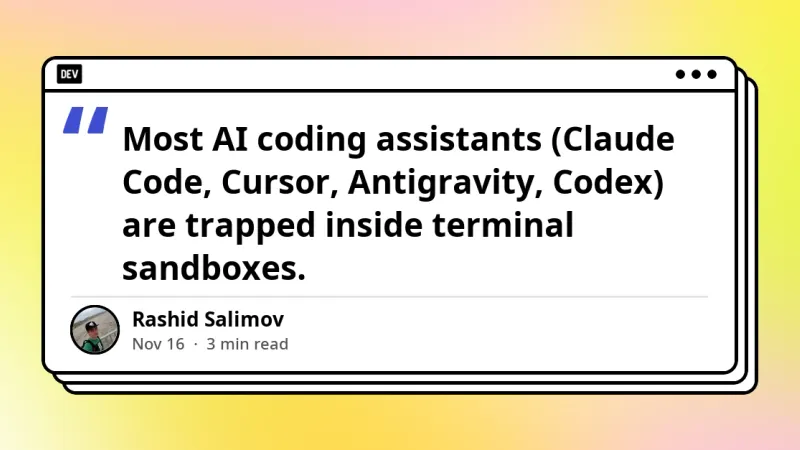 DEV
Most AI coding assistants (Claude
Code, Cursor, Antigravity, Codex)
are trapped inside terminal
sandboxes.
Rashid Salimov
Nov 16 · 3 min read